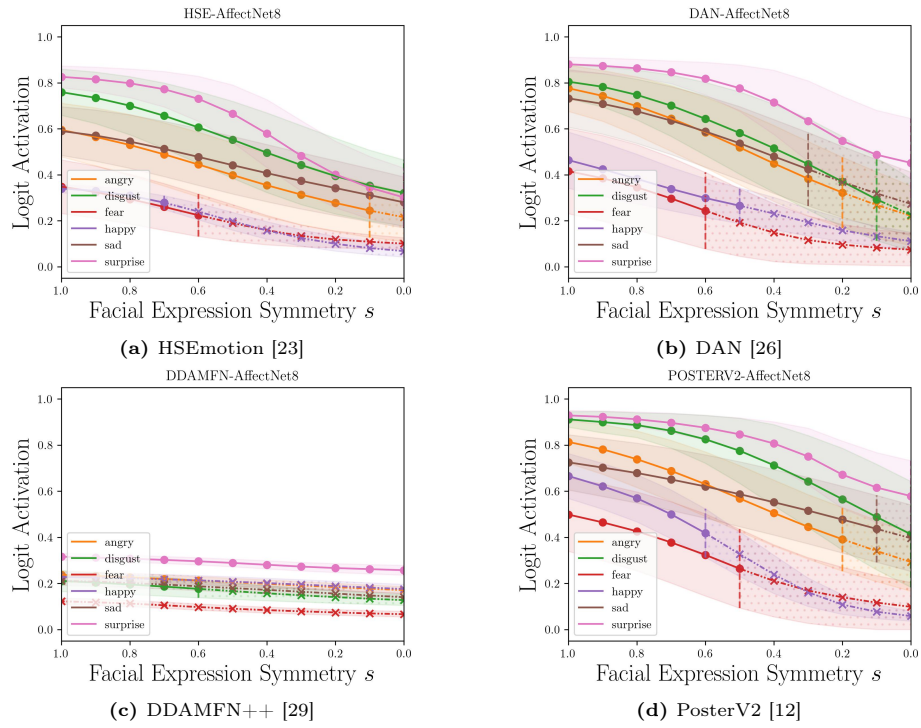 HSE-AffectNet8
Logit Activation
1.0
0.8
0.6
0.4
0.2
0.0
angry
disgust
fear
happy
sad
surprise
1.0 0.8 0.6 0.4 0.2 0.0
Facial Expression Symmetry s
(a) HSEmotion [23]
DAN-AffectNet8
Logit Activation
1.0
0.8
0.6
0.4
0.2
0.0
angry
disgust
fear
happy
sad
surprise
1.0 0.8 0.6 0.4 0.2 0.0
Facial Expression Symmetry s
(b) DAN [26]
DDAMFN-AffectNet8
Logit Activation
1.0
0.8
0.6
0.4
0.2
0.0
angry
disgust
fear
happy
sad
surprise
1.0 0.8 0.6 0.4 0.2 0.0
Facial Expression Symmetry s
(c) DDAMFN++ [29]
POSTERV2-AffectNet8
Logit Activation
1.0
0.8
0.6
0.4
0.2
0.0
angry
disgust
fear
happy
sad
surprise
1.0 0.8 0.6 0.4 0.2 0.0
Facial Expression Symmetry s
(d) PosterV2 [12]